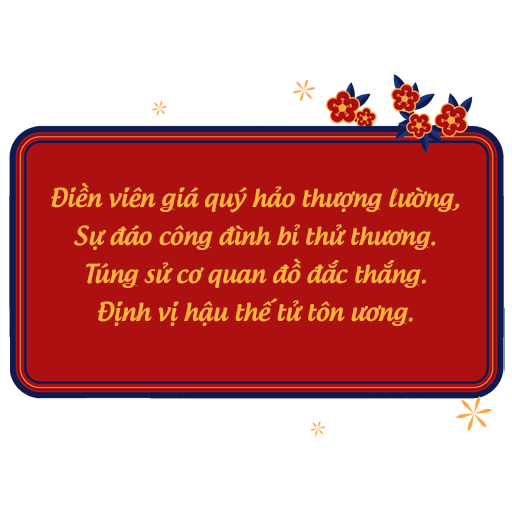 Điền viên giá quý hảo thượng lường,
Sự đáo công đình bỉ thử thương.
Túng sử cơ quan đồ đắc thắng.
Định vị hậu thế tử tôn ương.